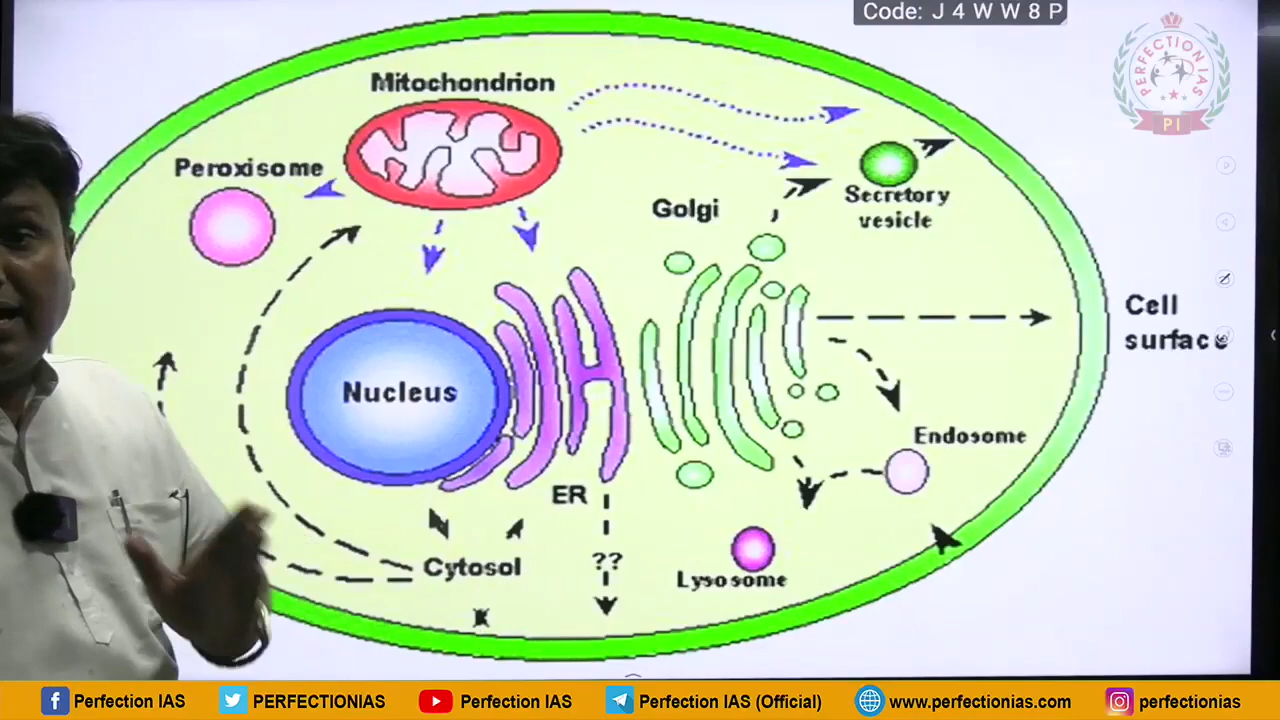 Code: J 4 W W 8 P
PERFECTION IAS
PI
Mitochondrion
Peroxisome
Secretory
vesicle
Golgi
Cell
surface
Nucleus
Endosome
ER
Cytosol
??
Lysosome
Perfection IAS
PERFECTIONIAS
Perfection IAS
Perfection IAS (Official)
www.perfectionias.com
perfectionias